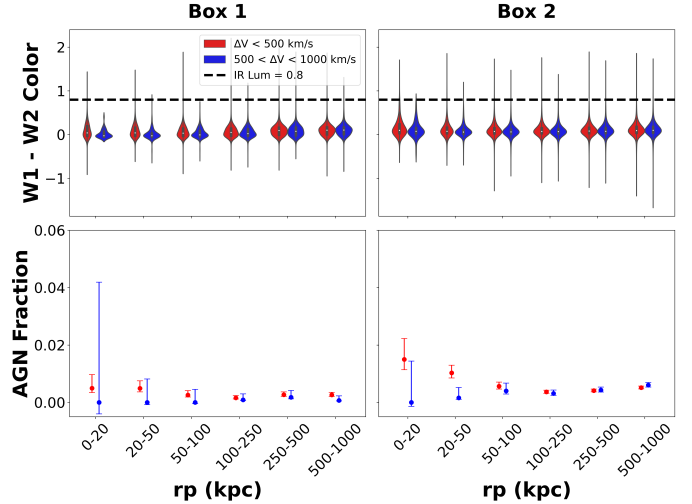 Box 1
Box 2
W1 - W2 Color
2
1
0
−1
ΔV < 500 km/s
500 < ΔV < 1000 km/s
IR Lum = 0.8
AGN Fraction
0.06
0.04
0.02
0.00
0-20
20-50
50-100
100-250
250-500
500-1000
0-20
20-50
50-100
100-250
250-500
500-1000
rp (kpc)
rp (kpc)